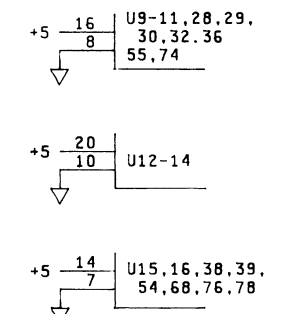 16 U9-11,28,29,
+5 30,32.36
8 55,74
20
+5 U12-14
10
14 U15,16,38,39,
+5 54,68,76,78
7